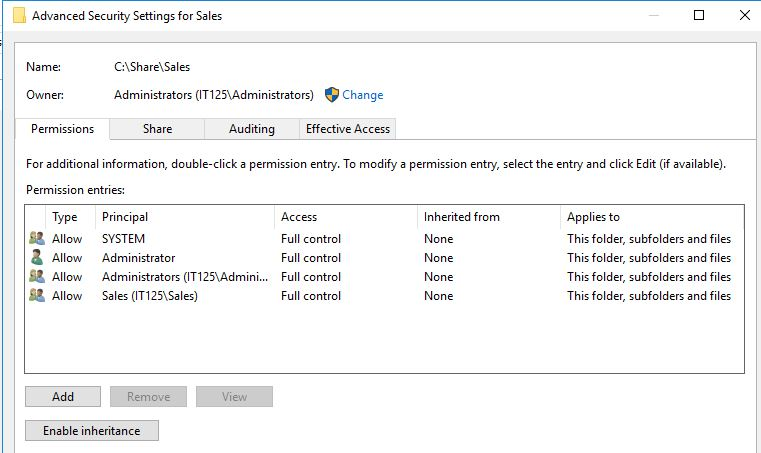 Advanced Security Settings for Sales
Name: C:\Share\Sales
Owner: Administrators (IT125\Administrators) Change
Permissions Share Auditing Effective Access
For additional information, double-click a permission entry. To modify a permission entry, select the entry and click Edit (if available).
Permission entries:
Type Principal Access Inherited from Applies to
Allow SYSTEM Full control None This folder, subfolders and files
Allow Administrator Full control None This folder, subfolders and files
Allow Administrators (IT125\Admini... Full control None This folder, subfolders and files
Allow Sales (IT125\Sales) Full control None This folder, subfolders and files
Add Remove View
Enable inheritance